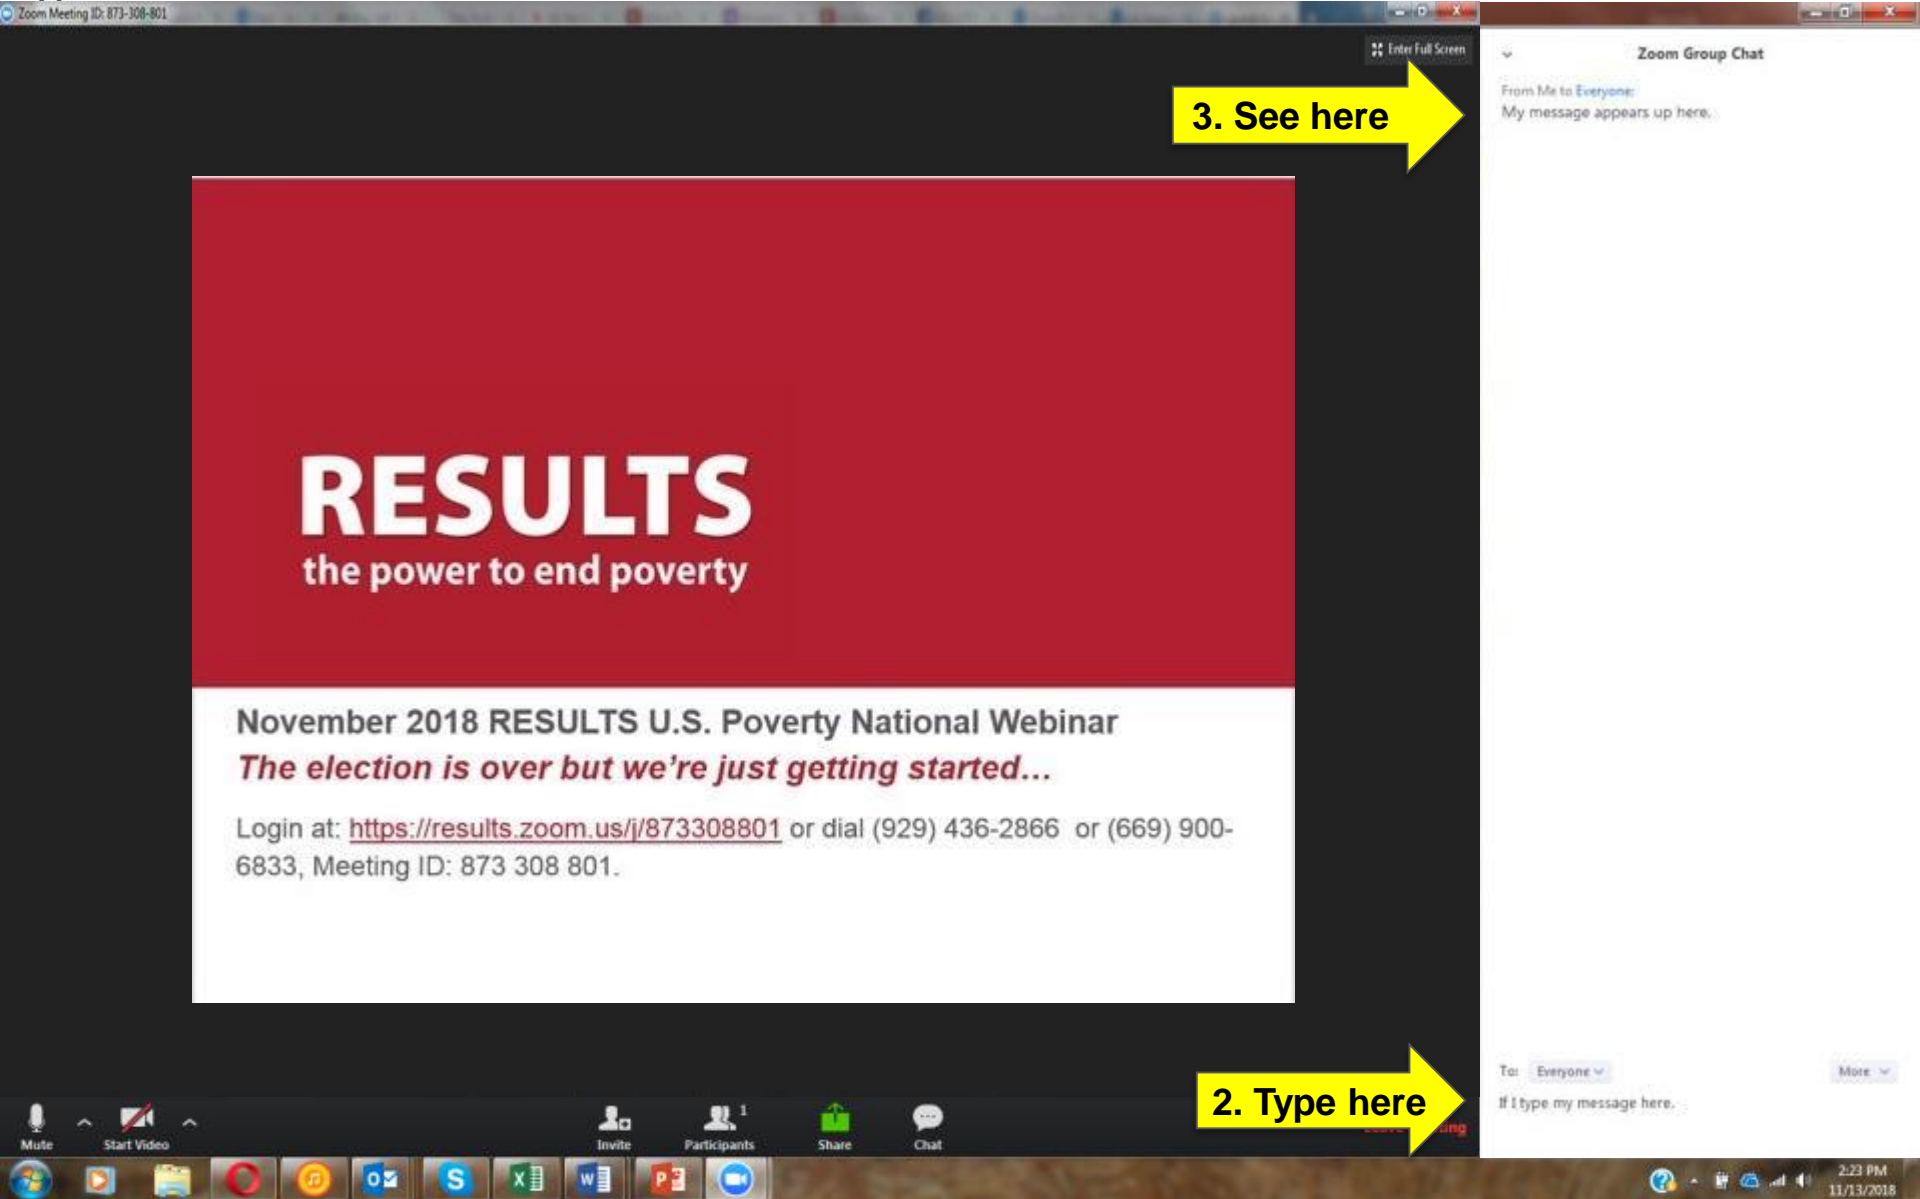 Zoom Meeting ID: 873-308-801
Enter Full Screen
Zoom Group Chat
3. See here
From Me to Everyone:
My message appears up here.
RESULTS
the power to end poverty
November 2018 RESULTS U.S. Poverty National Webinar
The election is over but we're just getting started…
Login at: https://results.zoom.us/j/873308801 or dial (929) 436-2866 or (669) 900-
6833, Meeting ID: 873 308 801.
To: Everyone More
2. Type here
If I type my message here.
1
Mute Start Video Invite Participants Share Chat
2:23 PM
11/13/2018